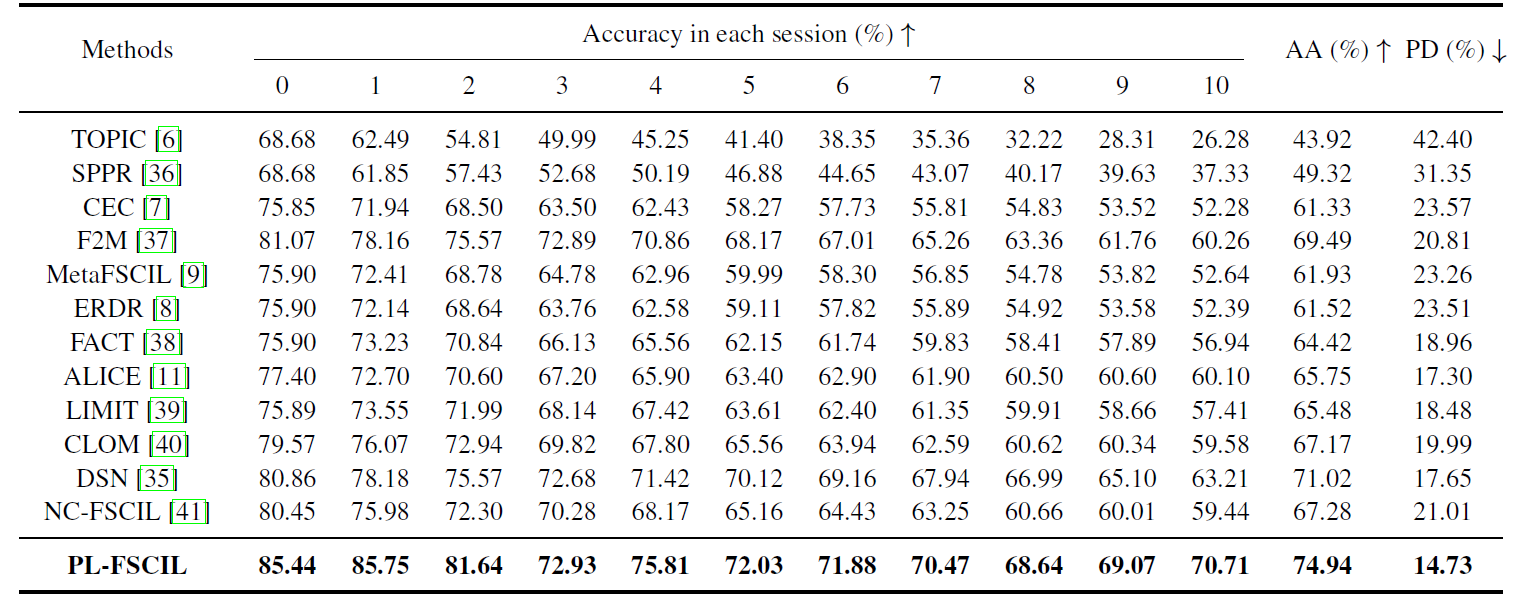 Methods Accuracy in each session (%) ↑ AA (%) ↑ PD (%) ↓
0 1 2 3 4 5 6 7 8 9 10
TOPIC [6] 68.68 62.49 54.81 49.99 45.25 41.40 38.35 35.36 32.22 28.31 26.28 43.92 42.40
SPPR [36] 68.68 61.85 57.43 52.68 50.19 46.88 44.65 43.07 40.17 39.63 37.33 49.32 31.35
CEC [7] 75.85 71.94 68.50 63.50 62.43 58.27 57.73 55.81 54.83 53.52 52.28 61.33 23.57
F2M [37] 81.07 78.16 75.57 72.89 70.86 68.17 67.01 65.26 63.36 61.76 60.26 69.49 20.81
MetaFSCIL [9] 75.90 72.41 68.78 64.78 62.96 59.99 58.30 56.85 54.78 53.82 52.64 61.93 23.26
ERDR [8] 75.90 72.14 68.64 63.76 62.58 59.11 57.82 55.89 54.92 53.58 52.39 61.52 23.51
FACT [38] 75.90 73.23 70.84 66.13 65.56 62.15 61.74 59.83 58.41 57.89 56.94 64.42 18.96
ALICE [11] 77.40 72.70 70.60 67.20 65.90 63.40 62.90 61.90 60.50 60.60 60.10 65.75 17.30
LIMIT [39] 75.89 73.55 71.99 68.14 67.42 63.61 62.40 61.35 59.91 58.66 57.41 65.48 18.48
CLOM [40] 79.57 76.07 72.94 69.82 67.80 65.56 63.94 62.59 60.62 60.34 59.58 67.17 19.99
DSN [35] 80.86 78.18 75.57 72.68 71.42 70.12 69.16 67.94 66.99 65.10 63.21 71.02 17.65
NC-FSCIL [41] 80.45 75.98 72.30 70.28 68.17 65.16 64.43 63.25 60.66 60.01 59.44 67.28 21.01
PL-FSCIL 85.44 85.75 81.64 72.93 75.81 72.03 71.88 70.47 68.64 69.07 70.71 74.94 14.73